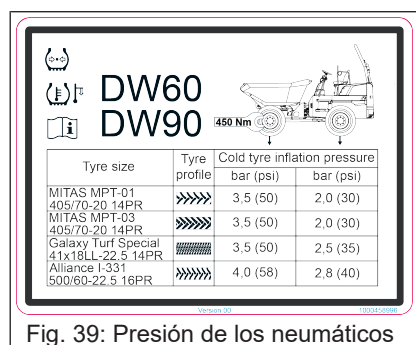 DW60
DW90
450 Nm
Tyre size Tyre profile Cold tyre inflation pressure
bar (psi) bar (psi)
MITAS MPT-01
405/70-20 14PR 3,5 (50) 2,0 (30)
MITAS MPT-03
405/70-20 14PR 3,5 (50) 2,0 (30)
Galaxy Turf Special
41x18LL-22.5 14PR 3,5 (50) 2,5 (35)
Alliance I-331
500/60-22.5 16PR 4,0 (58) 2,8 (40)
Version 00 1000456996
Fig. 39: Presión de los neumáticos